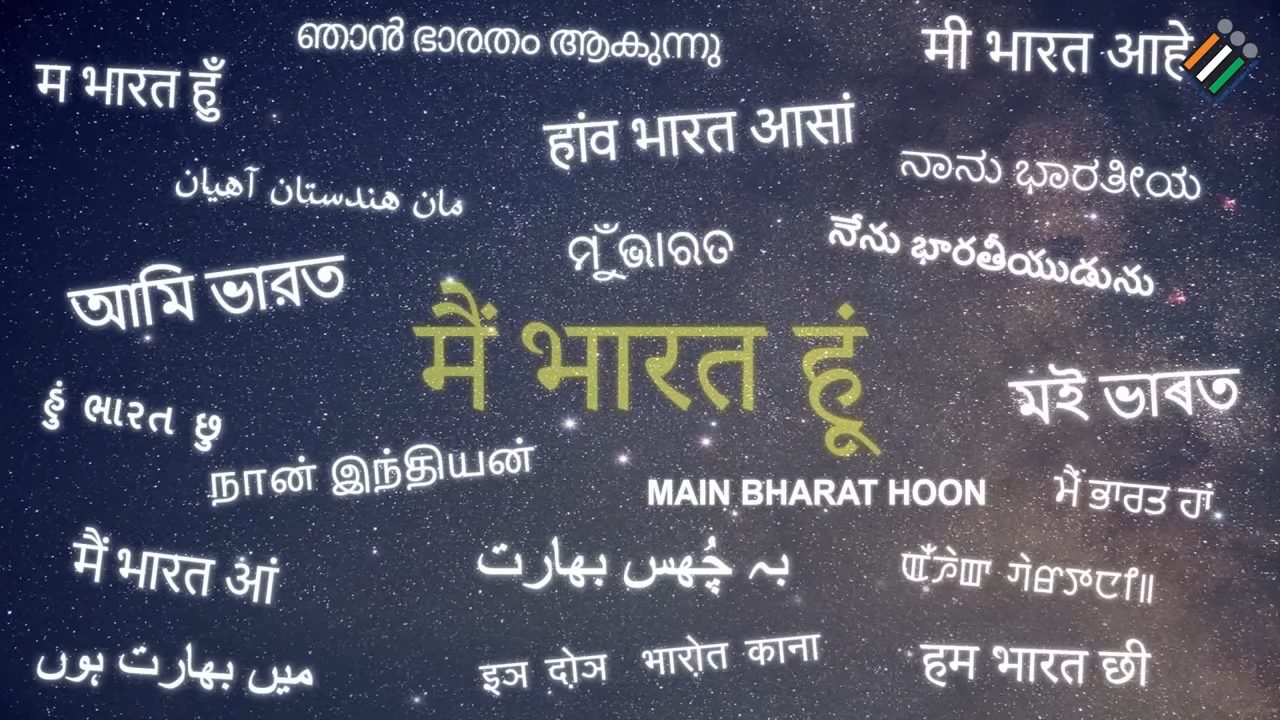 ഞാൻ ഭാരതം ആകുന്നു
मी भारत आहे
म भारत हुँ
हांव भारत आसां
ನಾನು ಭಾರತೀಯ
مان هندستان آهيان
ମୁଁ ଭାରତ
నేను భారతీయుడును
আমি ভারত
मैं भारत हूं
মই ভাৰত
હું ભારત છુ
நான் இந்தியன்
MAIN BHARAT HOON
ਮੈਂ ਭਾਰਤ ਹਾਂ
मैं भारत आं
بہ چُھس بھارت
میں بھارت ہوں
इञ दो़ञ भारो़त काना
हम भारत छी